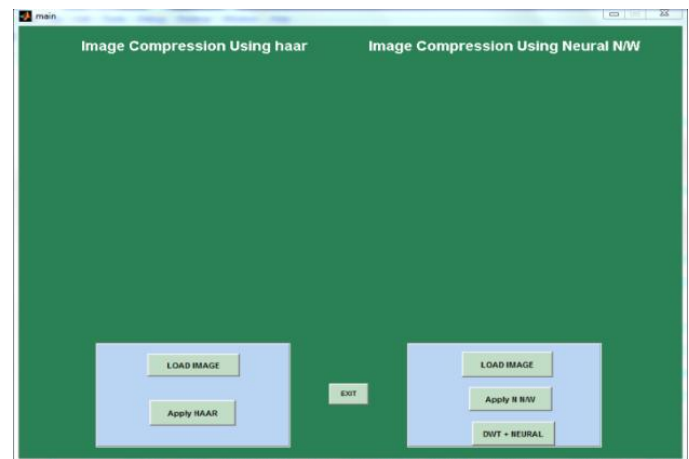 main
Image Compression Using haar
Image Compression Using Neural N/W
LOAD IMAGE
Apply HAAR
EXIT
LOAD IMAGE
Apply N N/W
DWT + NEURAL